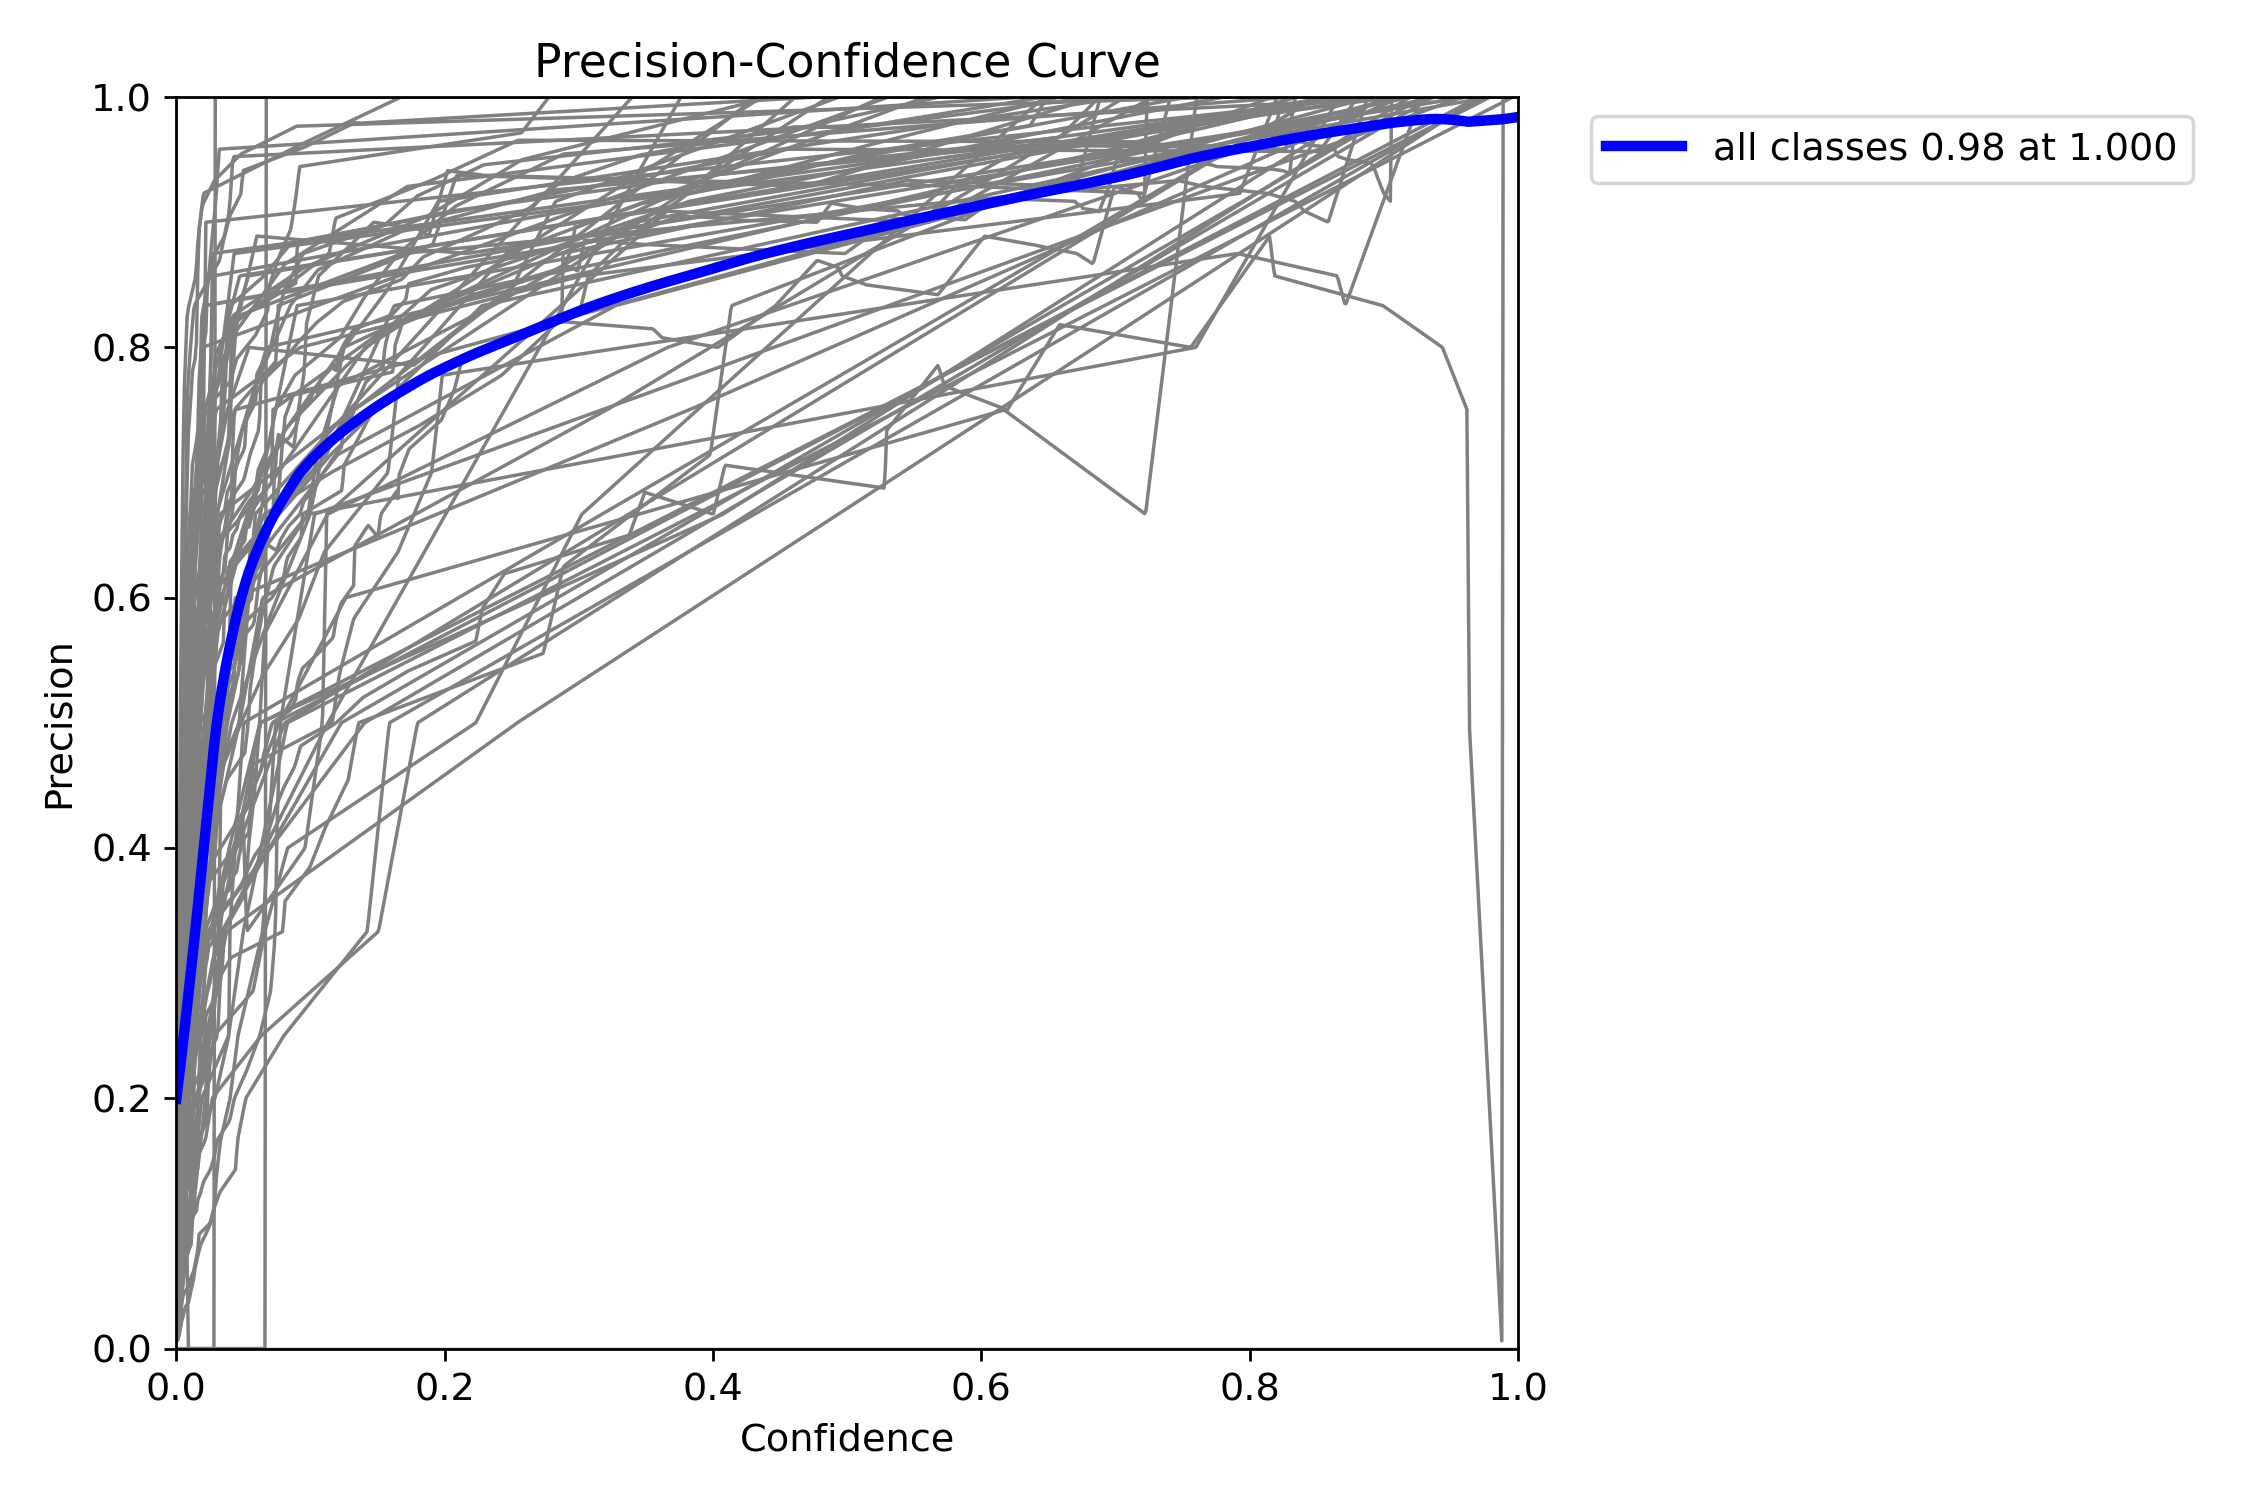 Precision-Confidence Curve
all classes 0.98 at 1.000
Precision
1.0
0.8
0.6
0.4
0.2
0.0
0.0 0.2 0.4 0.6 0.8 1.0
Confidence